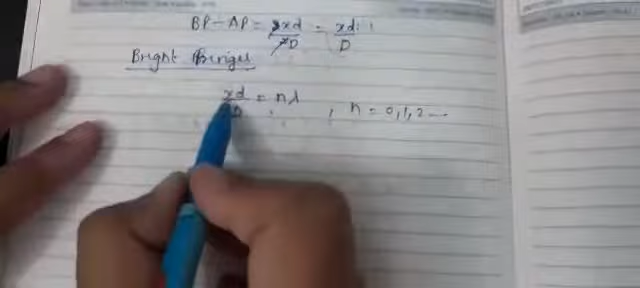 BP - AP = 2xd/2D = xd/D
Bright Fringes
xd/D = nλ , n = 0,1,2 ---